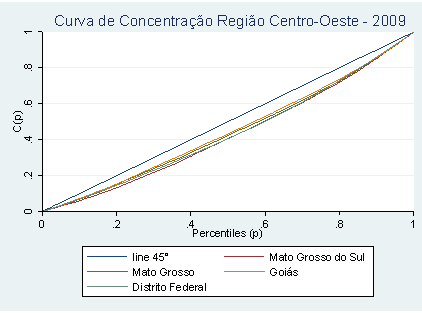 Curva de Concentração Região Centro-Oeste - 2009
C(p)
1
.8
.6
.4
.2
0
0 .2 .4 .6 .8 1
Percentiles (p)
line 45° Mato Grosso do Sul
Mato Grosso Goiás
Distrito Federal